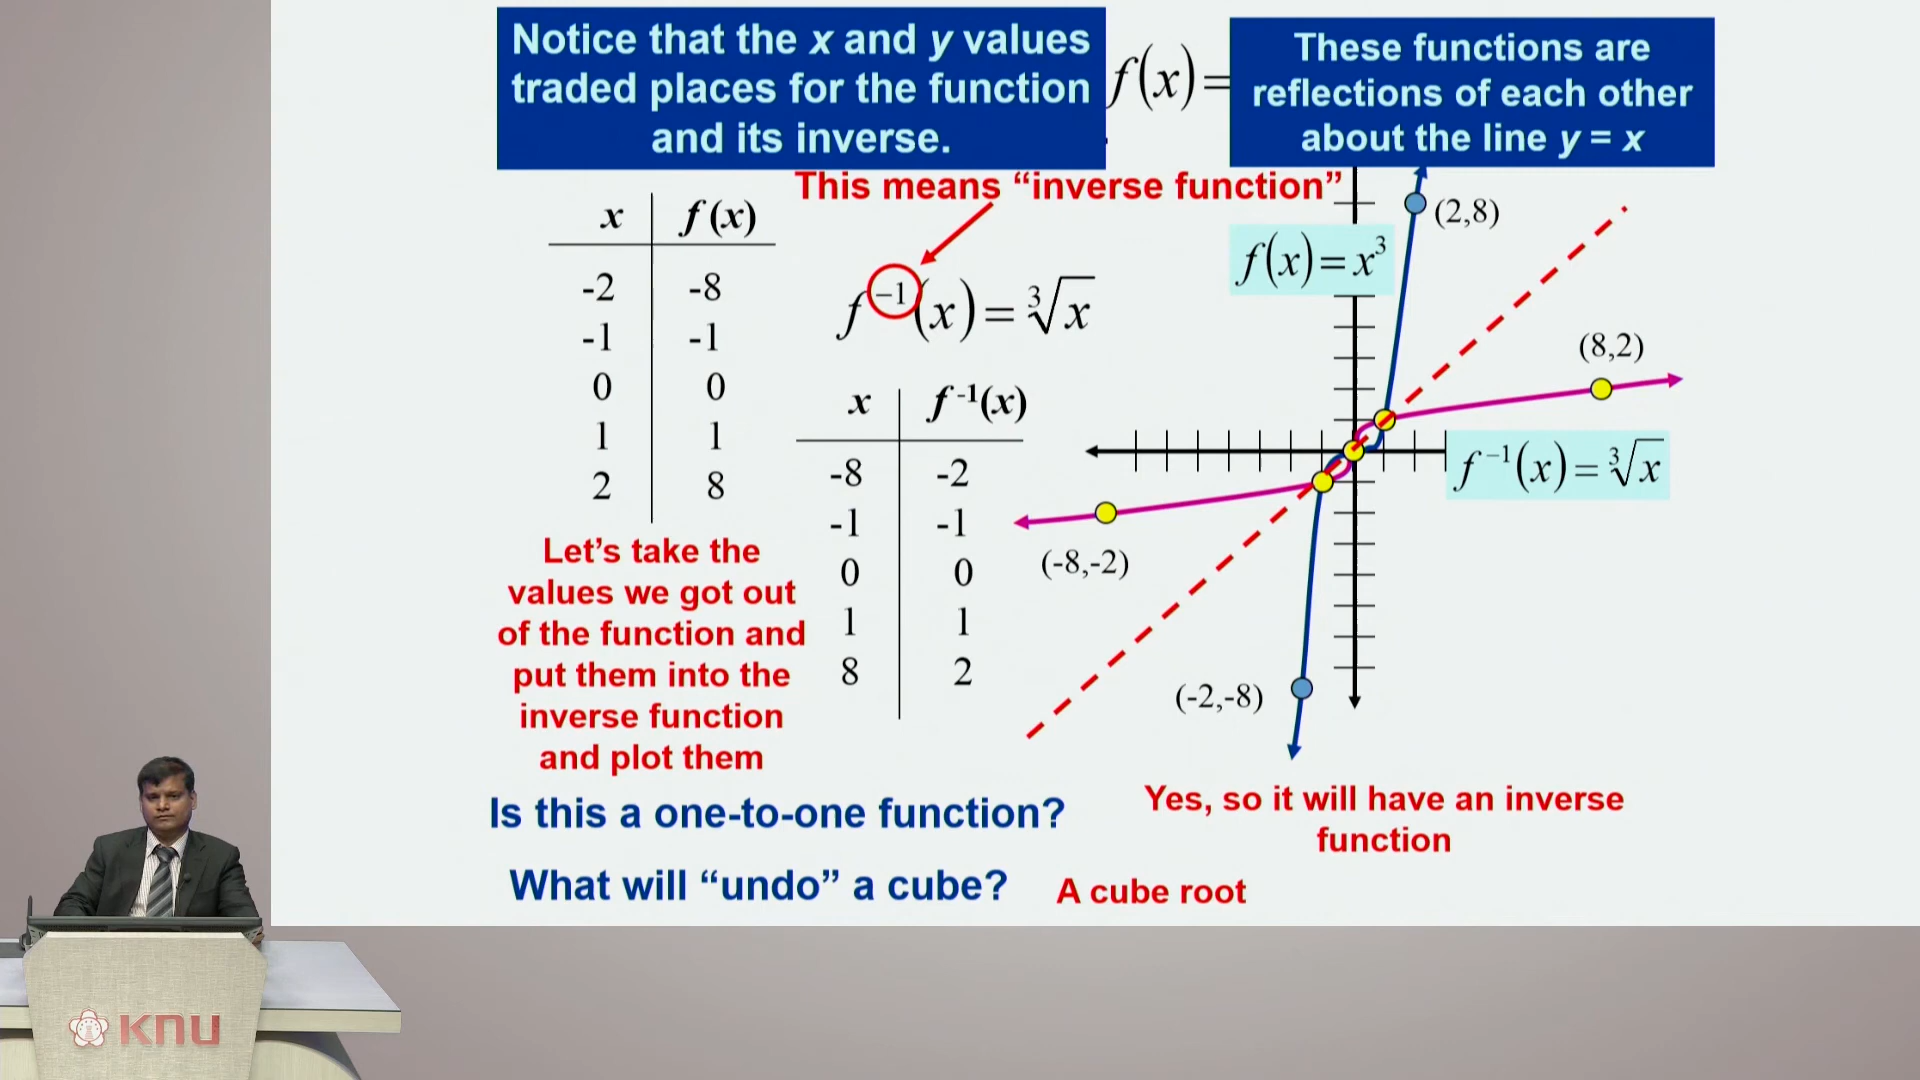 Notice that the x and y values
traded places for the function
and its inverse.
f(x)=
These functions are
reflections of each other
about the line y = x
This means “inverse function”
x f(x)
-2 -8
-1 -1
0 0
1 1
2 8
f⁻¹(x)=∛x
x f⁻¹(x)
-8 -2
-1 -1
0 0
1 1
8 2
(2,8)
f(x)=x³
(8,2)
f⁻¹(x)=∛x
(-8,-2)
(-2,-8)
Let’s take the
values we got out
of the function and
put them into the
inverse function
and plot them
Is this a one-to-one function?
Yes, so it will have an inverse
function
What will “undo” a cube?
A cube root
KNU